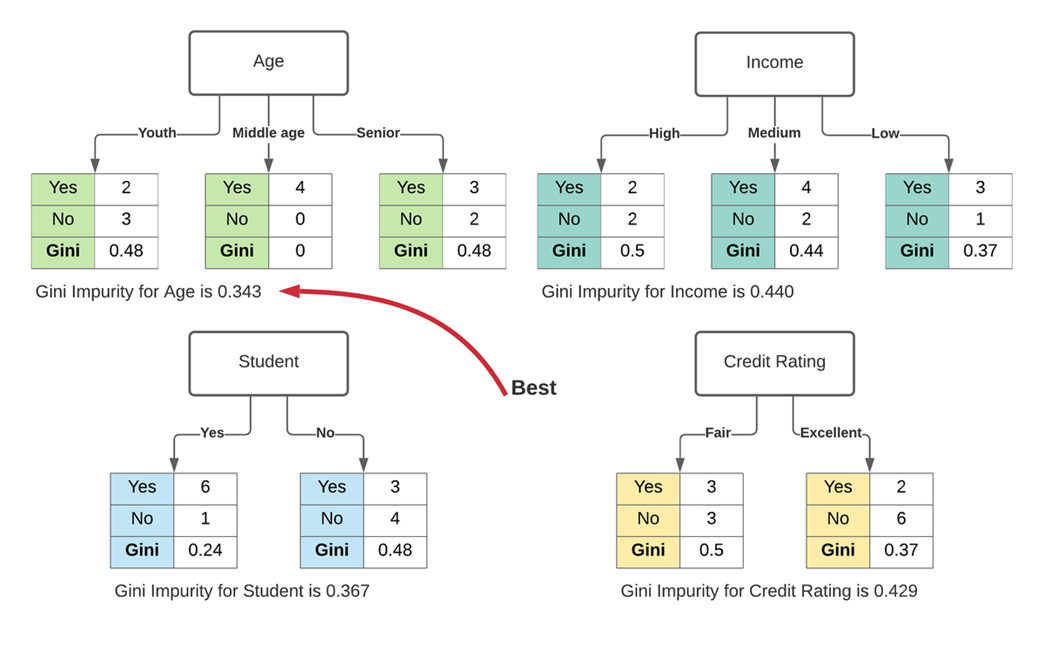 Age
Income
Youth Middle age Senior
High Medium Low
Yes 2
No 3
Gini 0.48
Yes 4
No 0
Gini 0
Yes 3
No 2
Gini 0.48
Yes 2
No 2
Gini 0.5
Yes 4
No 2
Gini 0.44
Yes 3
No 1
Gini 0.37
Gini Impurity for Age is 0.343
Gini Impurity for Income is 0.440
Best
Student
Credit Rating
Yes No
Fair Excellent
Yes 6
No 1
Gini 0.24
Yes 3
No 4
Gini 0.48
Yes 3
No 3
Gini 0.5
Yes 2
No 6
Gini 0.37
Gini Impurity for Student is 0.367
Gini Impurity for Credit Rating is 0.429